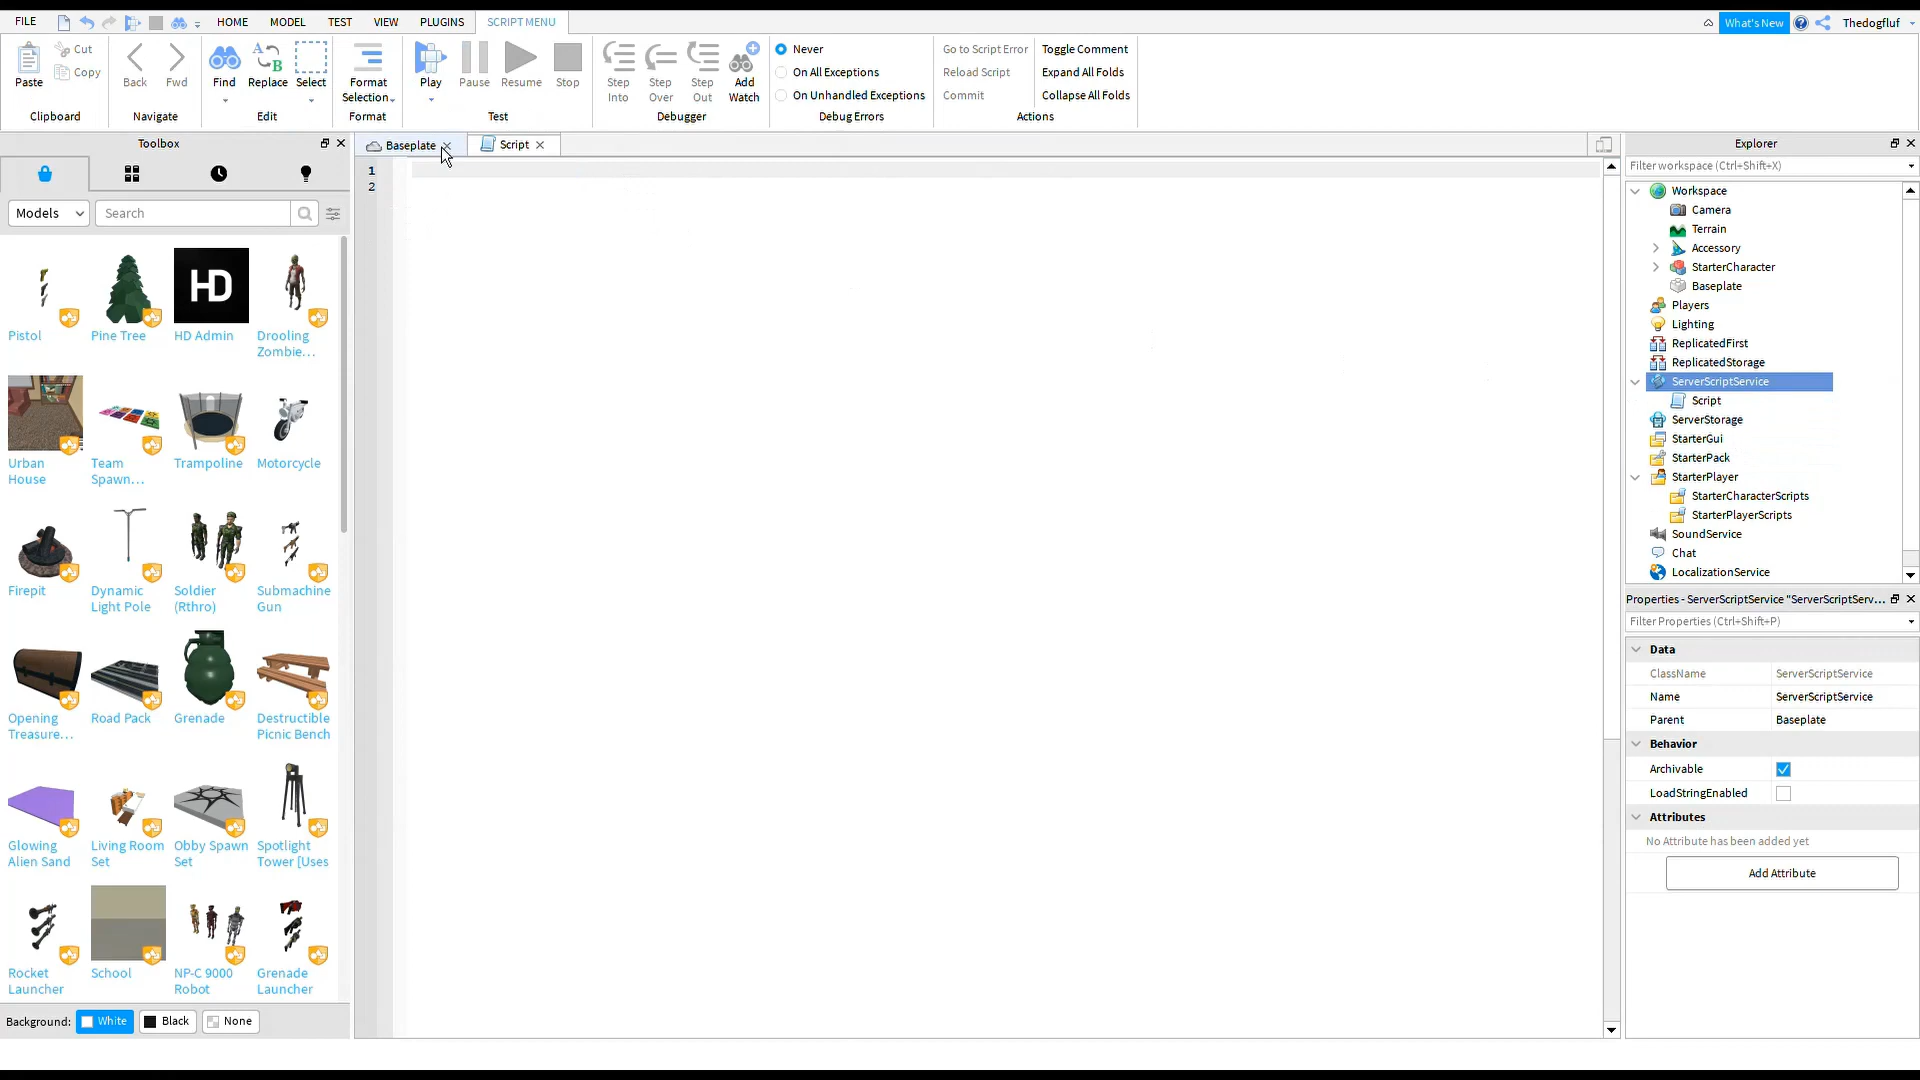 FILE
HOME
MODEL
TEST
VIEW
PLUGINS
SCRIPT MENU
What's New
Thedogfluf
Paste
Cut
Copy
Clipboard
Back
Fwd
Navigate
Find
Replace
Select
Edit
Format
Selection
Format
Play
Pause
Resume
Stop
Test
Step
Into
Step
Over
Step
Out
Add
Watch
Debugger
Never
On All Exceptions
On Unhandled Exceptions
Debug Errors
Go to Script Error
Reload Script
Commit
Toggle Comment
Expand All Folds
Collapse All Folds
Actions
Toolbox
Models
Search
Pistol
Pine Tree
HD
HD Admin
Drooling
Zombie...
Urban
House
Team
Spawn...
Trampoline
Motorcycle
Firepit
Dynamic
Light Pole
Soldier
(Rthro)
Submachine
Gun
Opening
Treasure...
Road Pack
Grenade
Destructible
Picnic Bench
Glowing
Alien Sand
Living Room
Set
Obby Spawn
Set
Spotlight
Tower [Uses
Rocket
Launcher
School
NP-C 9000
Robot
Grenade
Launcher
Background:
White
Black
None
Baseplate
Script
1
2
Explorer
Filter workspace (Ctrl+Shift+X)
Workspace
Camera
Terrain
Accessory
StarterCharacter
Baseplate
Players
Lighting
ReplicatedFirst
ReplicatedStorage
ServerScriptService
Script
ServerStorage
StarterGui
StarterPack
StarterPlayer
StarterCharacterScripts
StarterPlayerScripts
SoundService
Chat
LocalizationService
Properties - ServerScriptService "ServerScriptServ...
Filter Properties (Ctrl+Shift+P)
Data
ClassName ServerScriptService
Name ServerScriptService
Parent Baseplate
Behavior
Archivable
LoadStringEnabled
Attributes
No Attribute has been added yet
Add Attribute